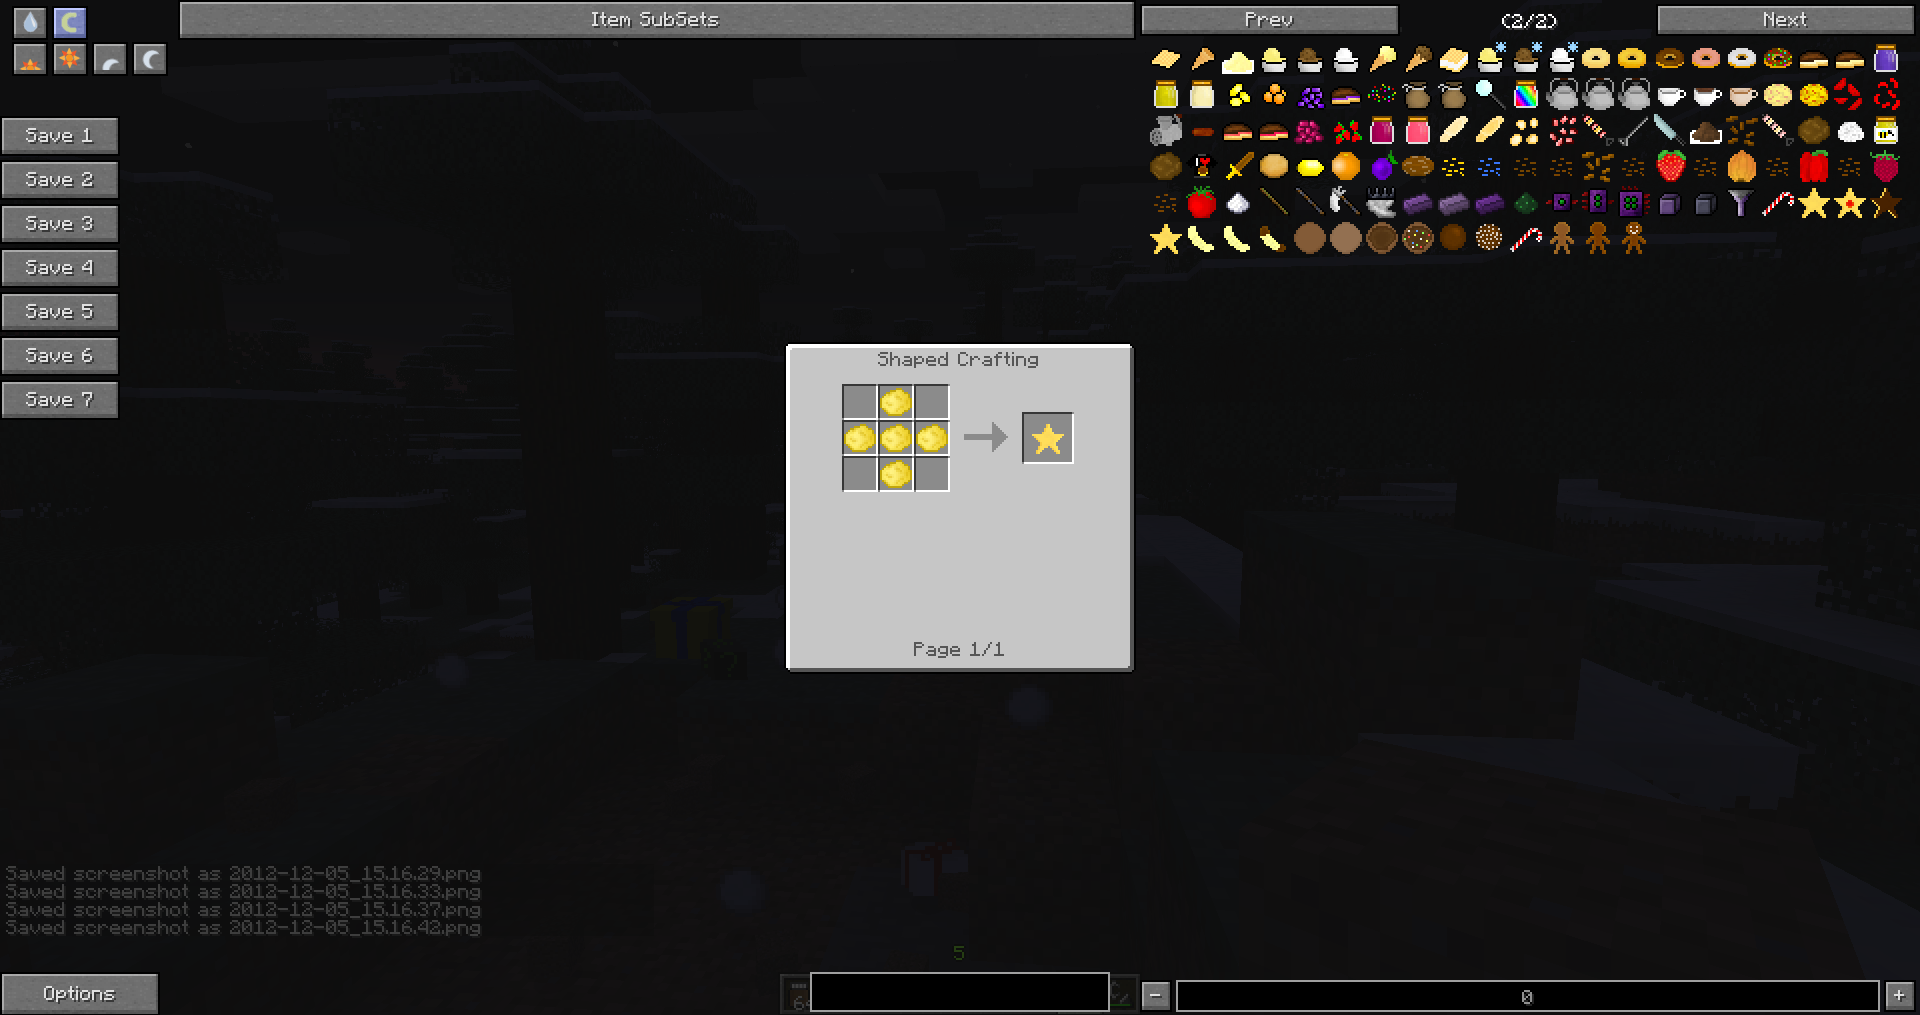 Item SubSets
Prev
(2/2)
Next
Save 1
Save 2
Save 3
Save 4
Save 5
Save 6
Save 7
Shaped Crafting
Page 1/1
Saved screenshot as 2012-12-05_15.16.29.png
Saved screenshot as 2012-12-05_15.16.33.png
Saved screenshot as 2012-12-05_15.16.37.png
Saved screenshot as 2012-12-05_15.16.42.png
5
Options
-
0
+